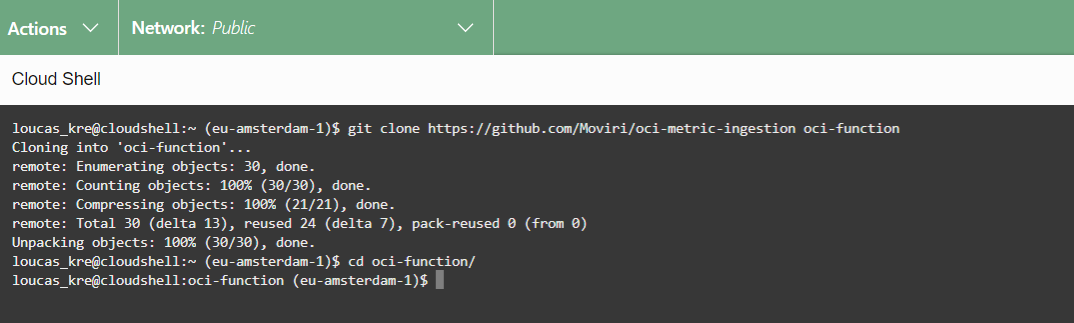 Actions
Network: Public
Cloud Shell
loucas_kre@cloudshell:~ (eu-amsterdam-1)$ git clone https://github.com/Moviri/oci-metric-ingestion oci-function
Cloning into 'oci-function'...
remote: Enumerating objects: 30, done.
remote: Counting objects: 100% (30/30), done.
remote: Compressing objects: 100% (21/21), done.
remote: Total 30 (delta 13), reused 24 (delta 7), pack-reused 0 (from 0)
Unpacking objects: 100% (30/30), done.
loucas_kre@cloudshell:~ (eu-amsterdam-1)$ cd oci-function/
loucas_kre@cloudshell:oci-function (eu-amsterdam-1)$